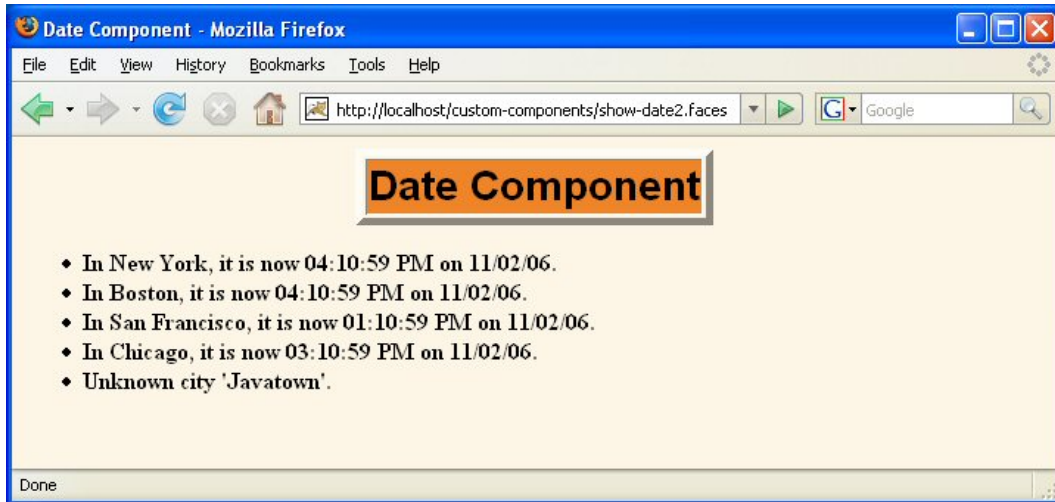 Date Component - Mozilla Firefox
File Edit View History Bookmarks Tools Help
http://localhost/custom-components/show-date2.faces G Google
Date Component
• In New York, it is now 04:10:59 PM on 11/02/06.
• In Boston, it is now 04:10:59 PM on 11/02/06.
• In San Francisco, it is now 01:10:59 PM on 11/02/06.
• In Chicago, it is now 03:10:59 PM on 11/02/06.
• Unknown city 'Javatown'.
Done